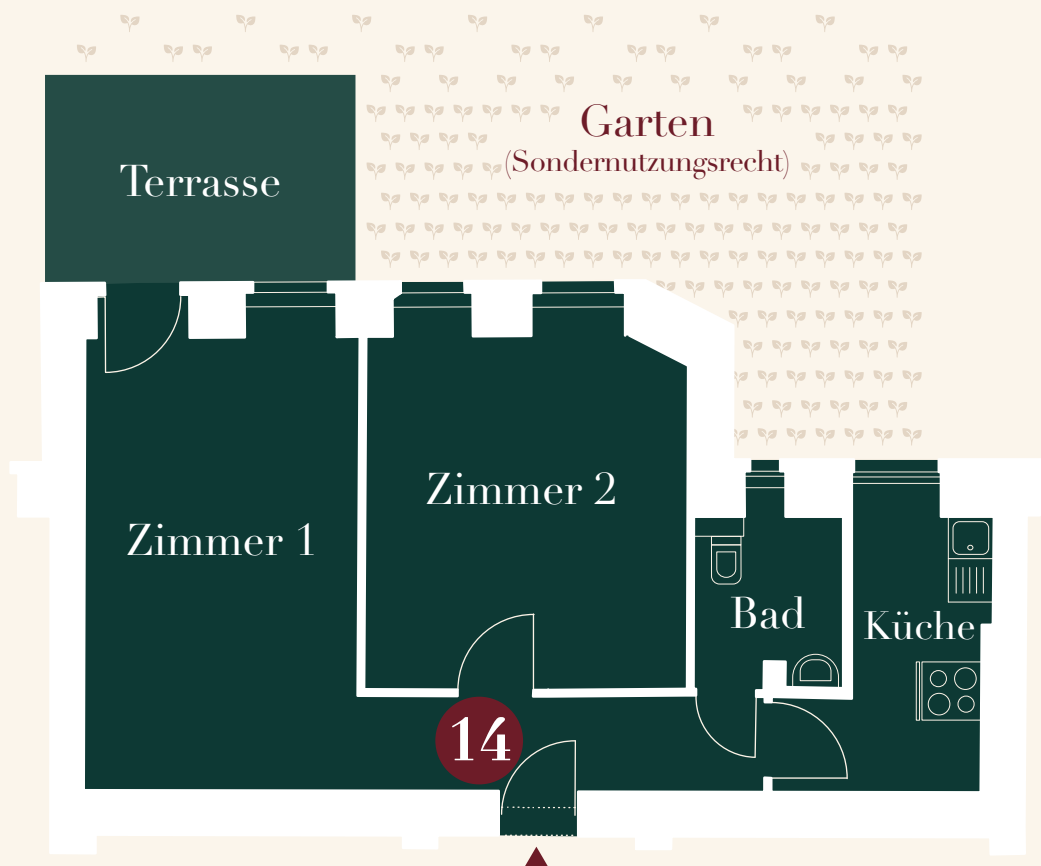 Garten
(Sondernutzungsrecht)
Terrasse
Zimmer 2
Zimmer 1
Bad
Küche
14